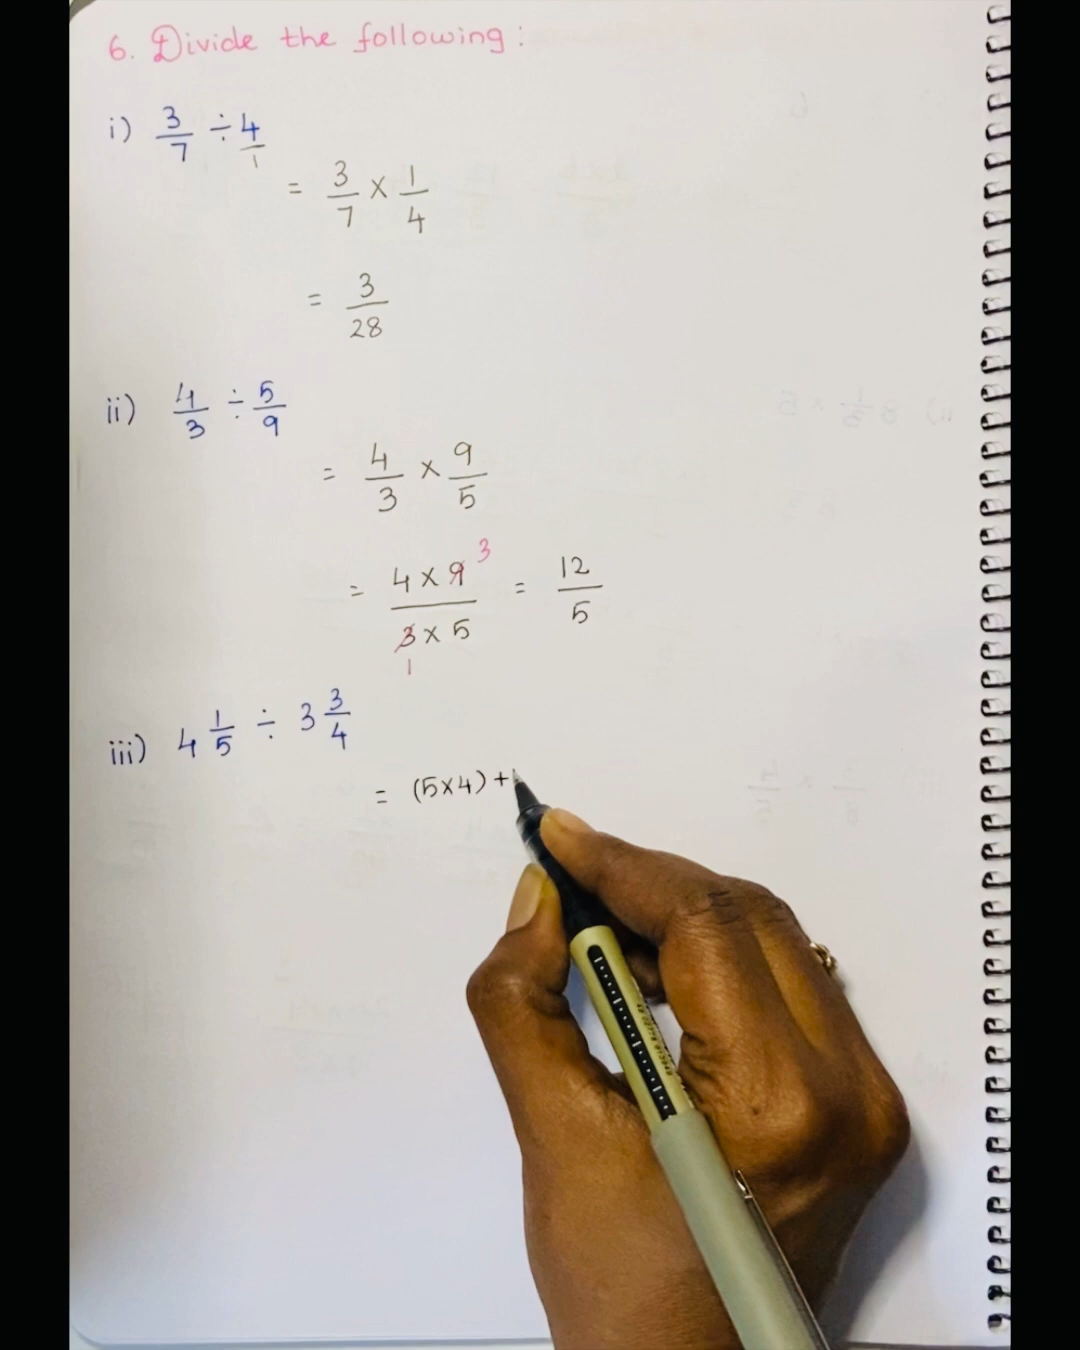 6. Divide the following:
i) 3/7 ÷ 4/1
= 3/7 × 1/4
= 3/28
ii) 4/3 ÷ 5/9
= 4/3 × 9/5
= 4 × 9 3 / 3 × 5 1 = 12/5
iii) 4 1/5 ÷ 3 3/4
= (5×4) +